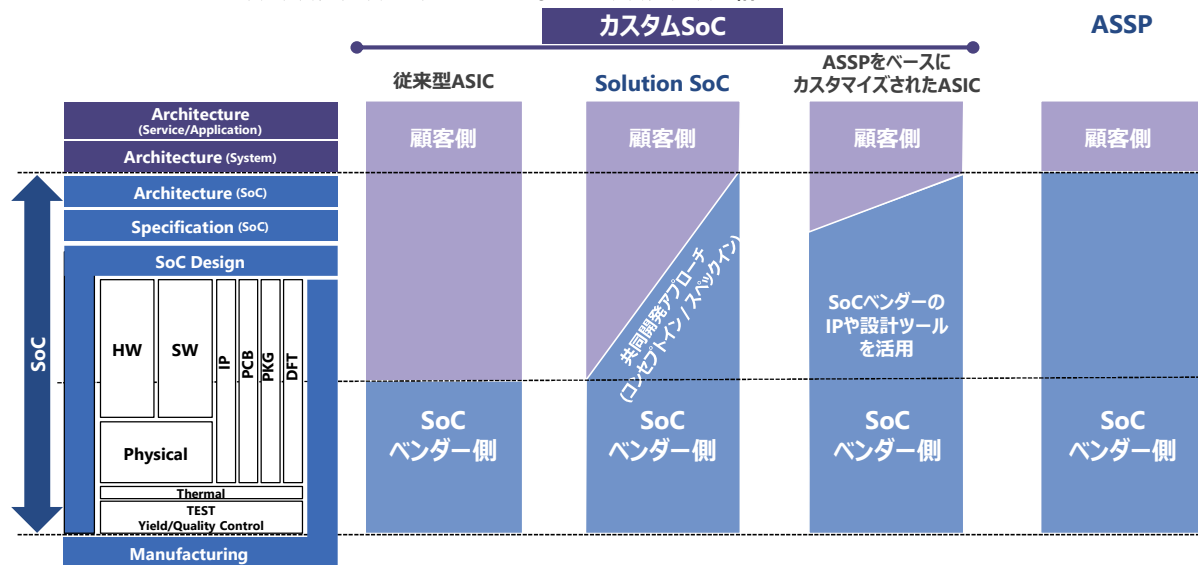 カスタムSoC
ASSP
従来型ASIC
Solution SoC
ASSPをベースに
カスタマイズされたASIC
Architecture
(Service/Application)
Architecture (System)
Architecture (SoC)
Specification (SoC)
SoC Design
HW
SW
IP
PCB
PKG
DFT
Physical
Thermal
TEST
Yield/Quality Control
Manufacturing
SoC
顧客側
SoC
ベンダー側
顧客側
共同開発アプローチ
(コンセプトイン / スペックイン)
SoC
ベンダー側
顧客側
SoCベンダーの
IPや設計ツール
を活用
SoC
ベンダー側
顧客側
SoC
ベンダー側